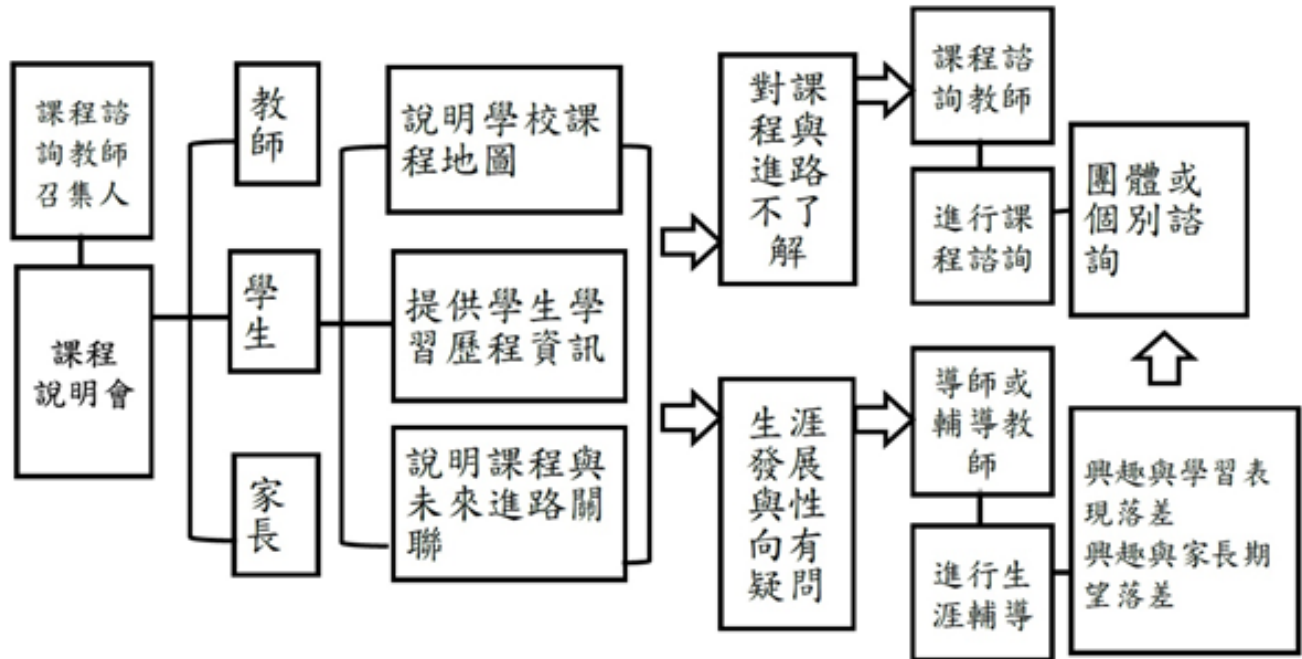 課程諮
詢教師
召集人
課程
說明會
教
師
學
生
家
長
說明學校課
程地圖
提供學生學
習歷程資訊
說明課程與
未來進路關
聯
對課
程與
進路
不了
解
生涯
發展
與性
向有
疑問
課程諮
詢教師
進行課
程諮詢
團體或
個別諮
詢
導師或
輔導教
師
進行生
涯輔導
興趣與學習表
現落差
興趣與家長期
望落差